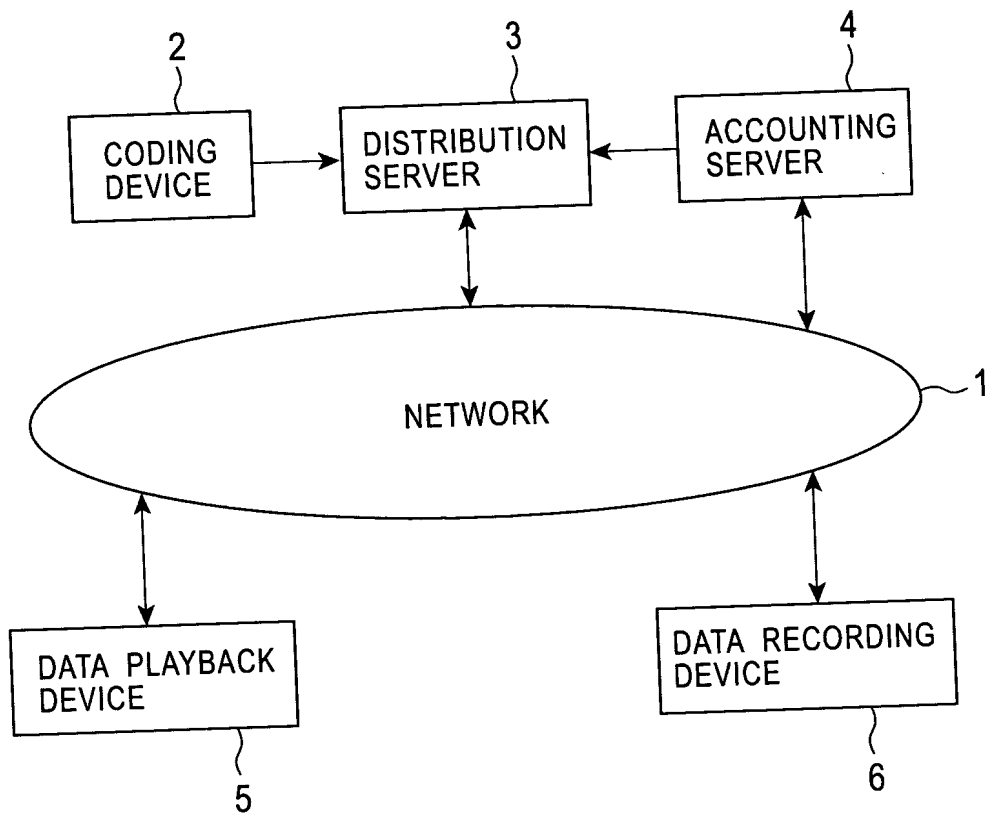 2
3
4
CODING
DEVICE
DISTRIBUTION
SERVER
ACCOUNTING
SERVER
1
NETWORK
DATA PLAYBACK
DEVICE
DATA RECORDING
DEVICE
5
6